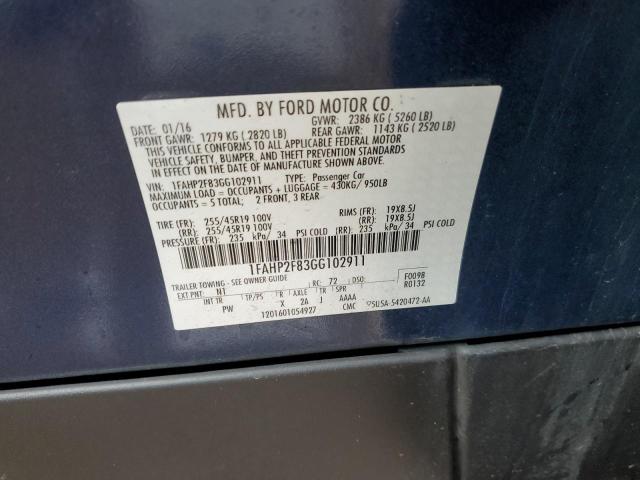 MFD. BY FORD MOTOR CO.
DATE: 01/16 GVWR: 2386 KG ( 5260 LB)
FRONT GAWR: 1279 KG ( 2820 LB) REAR GAWR: 1143 KG ( 2520 LB)
THIS VEHICLE CONFORMS TO ALL APPLICABLE FEDERAL MOTOR
VEHICLE SAFETY, BUMPER, AND THEFT PREVENTION STANDARDS IN
EFFECT ON THE DATE OF MANUFACTURE SHOWN ABOVE.
VIN: 1FAHP2F83GG102911 TYPE: Passenger Car
MAXIMUM LOAD = OCCUPANTS + LUGGAGE = 430KG/ 950LB
OCCUPANTS = 5 TOTAL; 2 FRONT, 3 REAR
TIRE (FR): 255/45R19 100V RIMS (FR): 19X8.5J
(RR): 255/45R19 100V (RR): 19X8.5J
PRESSURE (FR): 235 kPa/ 34 PSI COLD (RR): 235 kPa/ 34 PSI COLD
1FAHP2F83GG102911
TRAILER TOWING - SEE OWNER GUIDE F0098
EXT PNT: N1 RC: 72 DSO: R0132
INT TR TP/PS R AXLE TR SPR
PW X 2A J AAAA
1201601054927 CMC 5U5A-5420472-AA